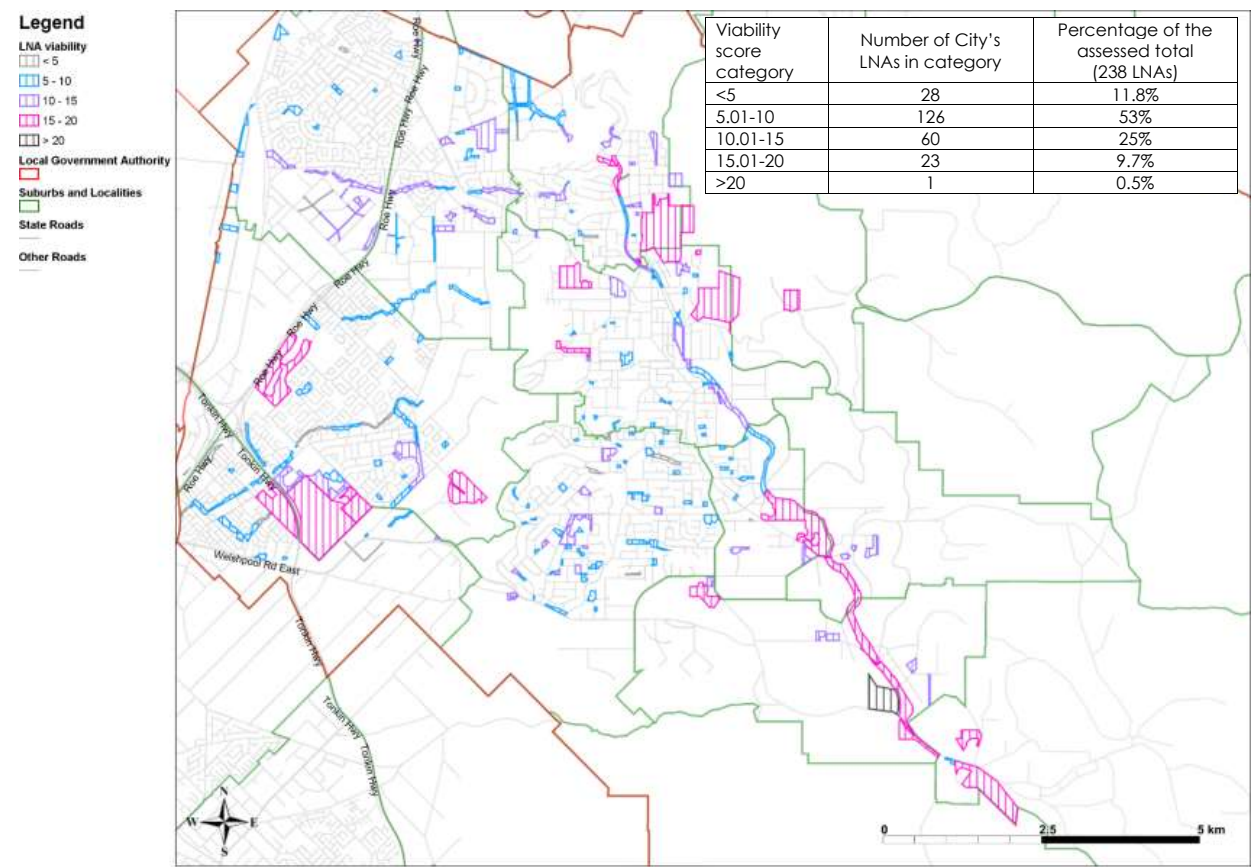 Legend
LNA viability
< 5
5 - 10
10 - 15
15 - 20
> 20
Local Government Authority
Suburbs and Localities
State Roads
Other Roads
Viability score category
Number of City's LNAs in category
Percentage of the assessed total (238 LNAs)
<5 28 11.8%
5.01-10 126 53%
10.01-15 60 25%
15.01-20 23 9.7%
>20 1 0.5%
Roe Hwy
Roe Hwy
Roe Hwy
Roe Hwy
Roe Hwy
Roe Hwy
Roe Hwy
Tonkin Hwy
Tonkin Hwy
Roe Hwy
Welshpool Rd East
Tonkin Hwy
Tonkin Hwy
Tonkin Hwy
N
W E
S
0 2.5 5 km